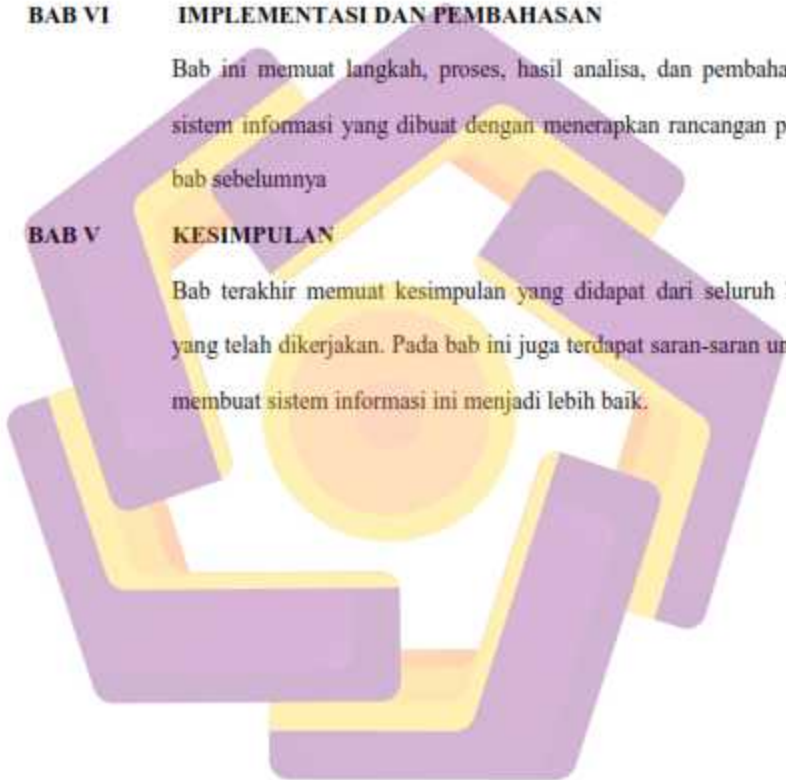 BAB VI IMPLEMENTASI DAN PEMBAHASAN
Bab ini memuat langkah, proses, hasil analisa, dan
sistem informasi yang dibuat dengan menerapkan rancangan
bab sebelumnya
BAB V KESIMPULAN
Bab terakhir memuat kesimpulan yang didapat dari seluruh
yang telah dikerjakan. Pada bab ini juga terdapat saran-saran
membuat sistem informasi ini menjadi lebih baik.